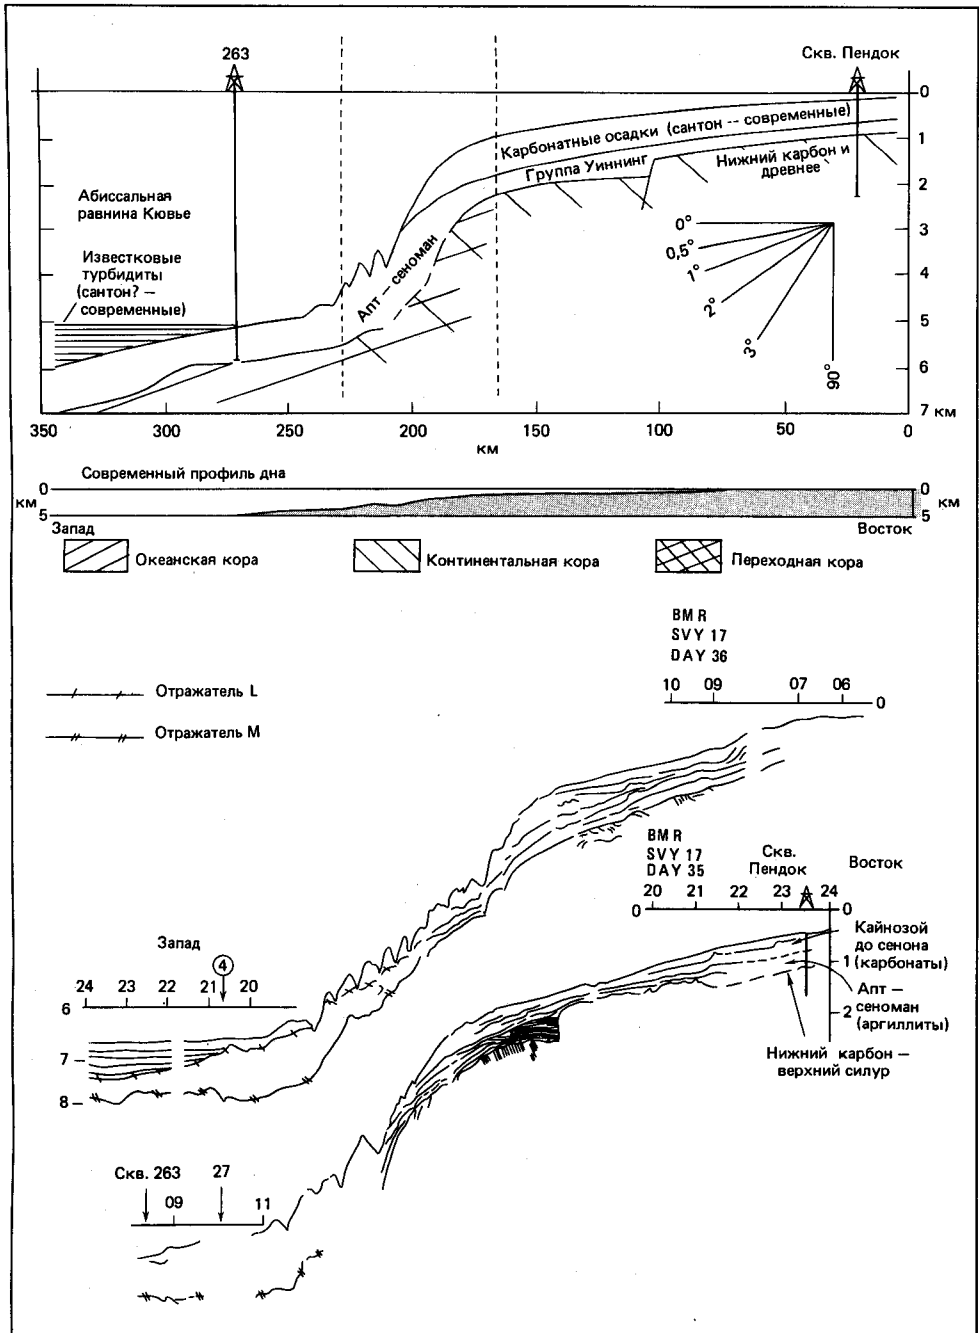 263
Скв. Пендок
0
1
2
3
4
5
6
7 км
Карбонатные осадки (сантон -- современные)
Группа Уиннинг
Нижний карбон и
древнее
Апт – сеноман
Абиссальная
равнина Кювье
Известковые
турбидиты
(сантон? –
современные)
0°
0,5°
1°
2°
3°
90°
350
300
250
200
150
100
50
0
км
Современный профиль дна
0
км
5
0
км
5
Запад
Восток
Океанская кора
Континентальная кора
Переходная кора
BMR
SVY 17
DAY 36
10 09 07 06
0
Отражатель L
Отражатель M
BMR
SVY 17
DAY 35
Скв.
Пендок
Восток
20 21 22 23 24
0
0
1
2
Кайнозой
до сенона
(карбонаты)
Апт –
сеноман
(аргиллиты)
Нижний карбон –
верхний силур
Запад
4
24 23 22 21 20
6
7
8
Скв. 263
27
09
11